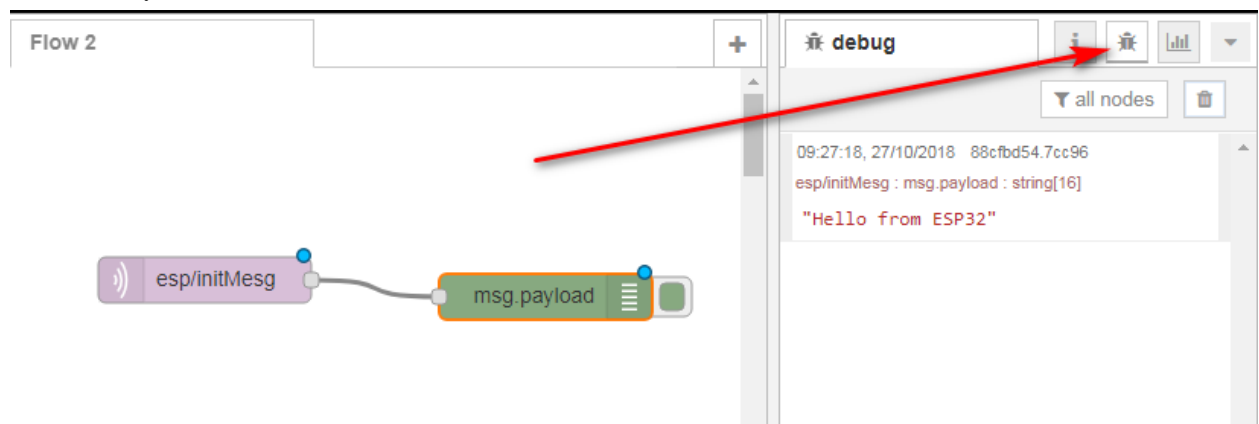 Flow 2
+
debug
i
all nodes
09:27:18, 27/10/2018 88cfbd54.7cc96
esp/initMesg : msg.payload : string[16]
"Hello from ESP32"
esp/initMesg
msg.payload